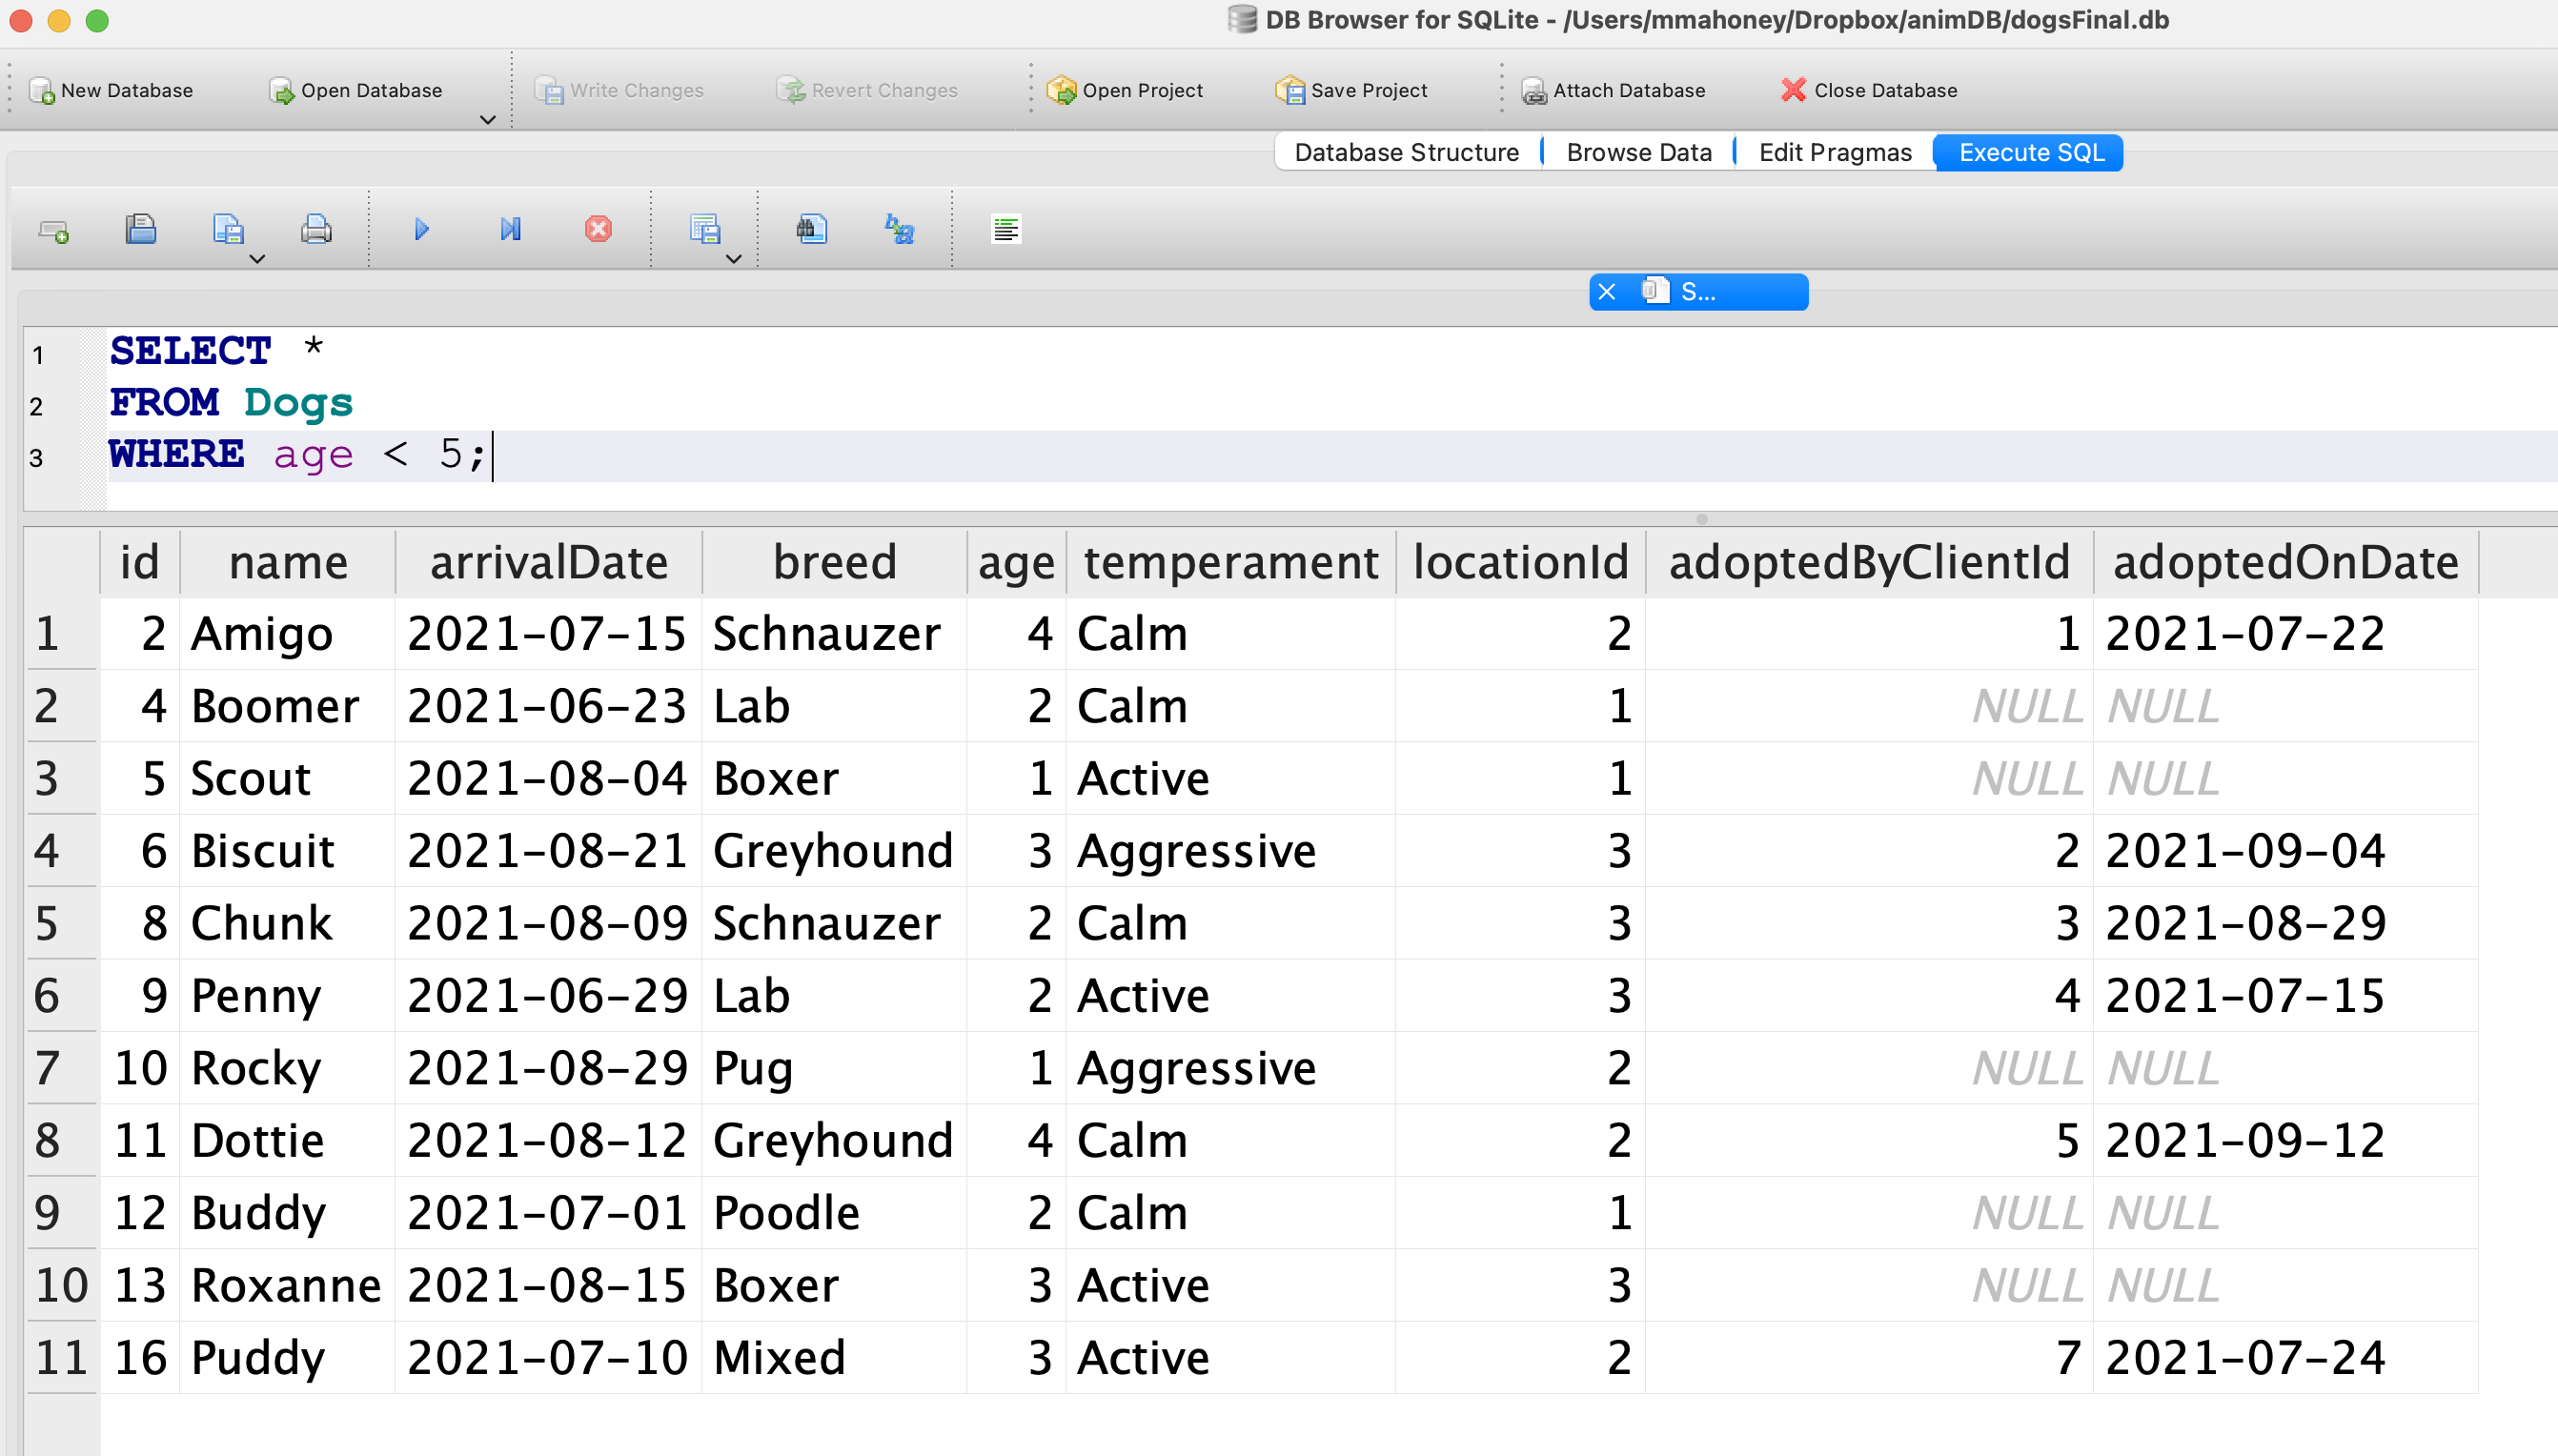 DB Browser for SQLite - /Users/mmahoney/Dropbox/animDB/dogsFinal.db
New Database Open Database Write Changes Revert Changes Open Project Save Project Attach Database Close Database
Database Structure Browse Data Edit Pragmas Execute SQL
S...
1 SELECT *
2 FROM Dogs
3 WHERE age < 5;
id name arrivalDate breed age temperament locationId adoptedByClientId adoptedOnDate
1 2 Amigo 2021-07-15 Schnauzer 4 Calm 2 1 2021-07-22
2 4 Boomer 2021-06-23 Lab 2 Calm 1 NULL NULL
3 5 Scout 2021-08-04 Boxer 1 Active 1 NULL NULL
4 6 Biscuit 2021-08-21 Greyhound 3 Aggressive 3 2 2021-09-04
5 8 Chunk 2021-08-09 Schnauzer 2 Calm 3 3 2021-08-29
6 9 Penny 2021-06-29 Lab 2 Active 3 4 2021-07-15
7 10 Rocky 2021-08-29 Pug 1 Aggressive 2 NULL NULL
8 11 Dottie 2021-08-12 Greyhound 4 Calm 2 5 2021-09-12
9 12 Buddy 2021-07-01 Poodle 2 Calm 1 NULL NULL
10 13 Roxanne 2021-08-15 Boxer 3 Active 3 NULL NULL
11 16 Puddy 2021-07-10 Mixed 3 Active 2 7 2021-07-24